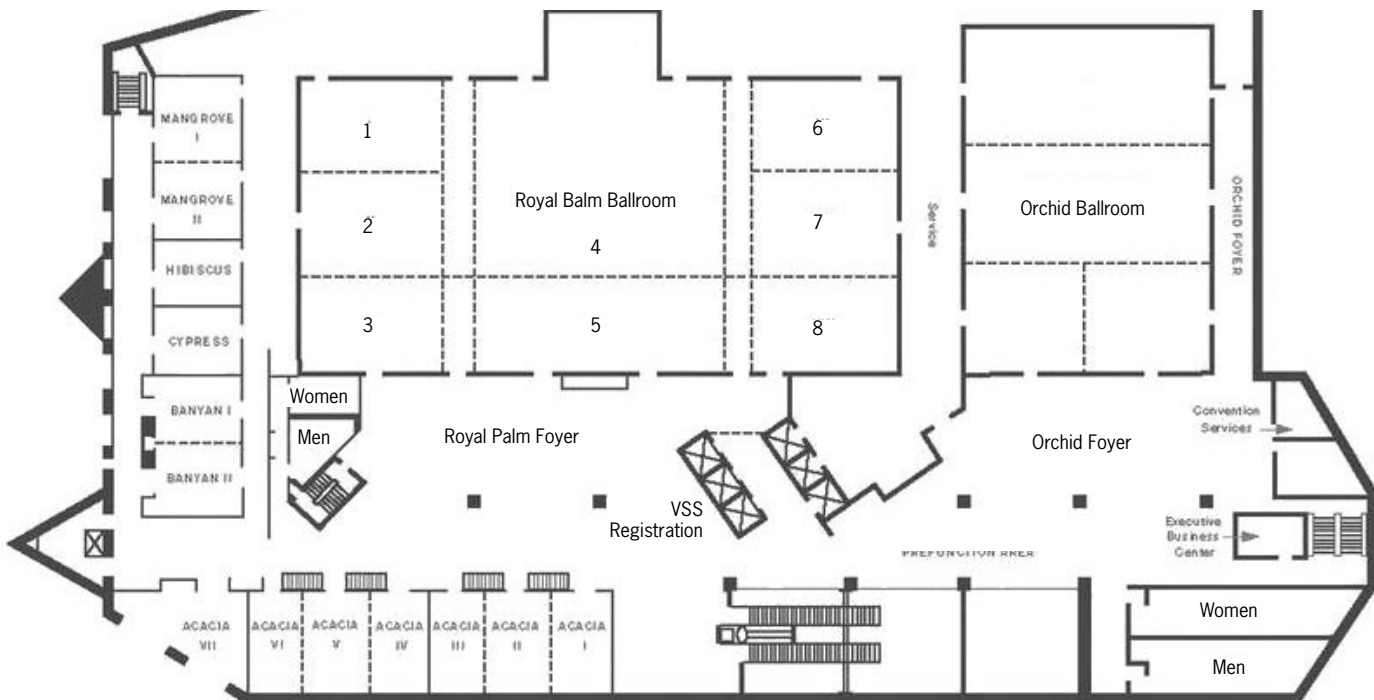 MANGROVE
I
MANGROVE
II
HIBISCUS
CYPRESS
BANYAN I
BANYAN II
1
2
3
Royal Balm Ballroom
4
5
6
7
8
Service
Orchid Ballroom
ORCHID FOYER
Women
Men
Royal Palm Foyer
VSS
Registration
Orchid Foyer
Convention
Services
Executive
Business
Center
PREFUNCTION AREA
ACACIA
VII
ACACIA
VI
ACACIA
V
ACACIA
IV
ACACIA
III
ACACIA
II
ACACIA
I
Women
Men